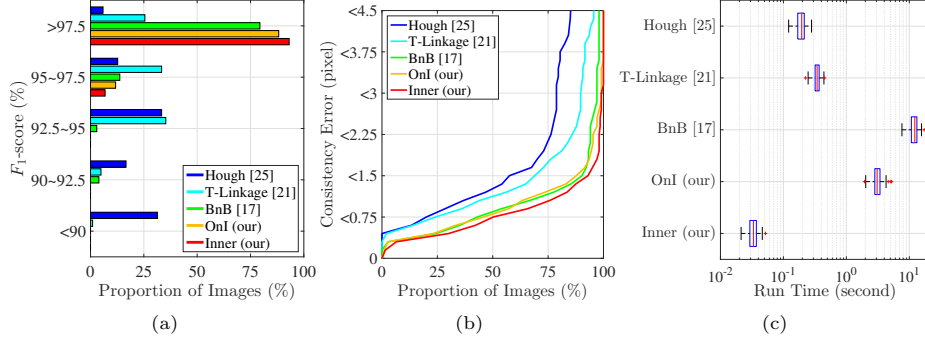 >97.5
95~97.5
92.5~95
90~92.5
<90
F1-score (%)
Hough [25]
T-Linkage [21]
BnB [17]
OnI (our)
Inner (our)
0 25 50 75 100
Proportion of Images (%)
(a)
<4.5
<3.75
<3
<2.25
<1.5
<0.75
0
Consistency Error (pixel)
Hough [25]
T-Linkage [21]
BnB [17]
OnI (our)
Inner (our)
0 25 50 75 100
Proportion of Images (%)
(b)
Hough [25]
T-Linkage [21]
BnB [17]
OnI (our)
Inner (our)
10-2 10-1 100 101
Run Time (second)
(c)